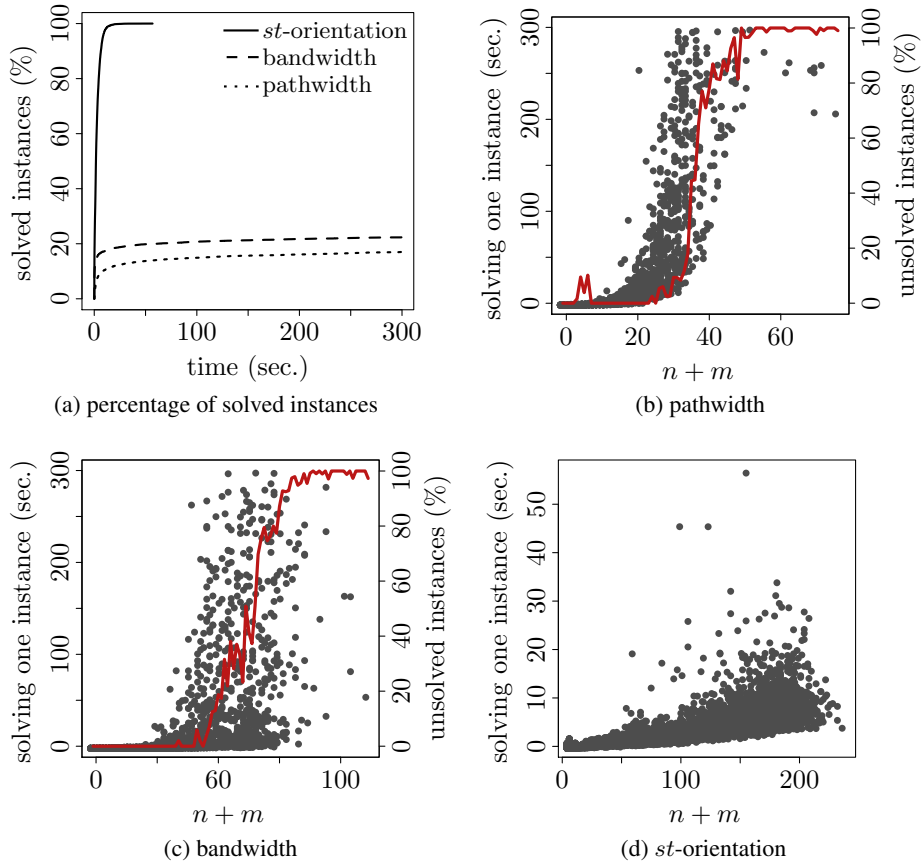 solved instances (%)
100
80
60
40
20
0
st-orientation
bandwidth
pathwidth
0
100
200
300
time (sec.)
(a) percentage of solved instances
solving one instance (sec.)
300
200
100
0
unsolved instances (%)
100
80
60
40
20
0
0
20
40
60
n + m
(b) pathwidth
solving one instance (sec.)
300
200
100
0
unsolved instances (%)
100
80
60
40
20
0
0
60
100
n + m
(c) bandwidth
solving one instance (sec.)
50
40
30
20
10
0
0
100
200
n + m
(d) st-orientation